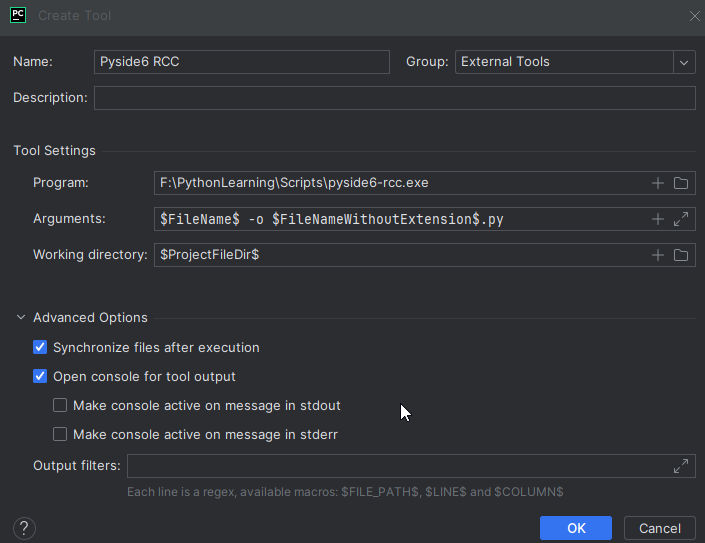 PC Create Tool
Name: Pyside6 RCC Group: External Tools
Description:
Tool Settings
Program: F:\PythonLearning\Scripts\pyside6-rcc.exe
Arguments: $FileName$ -o $FileNameWithoutExtension$.py
Working directory: $ProjectFileDir$
Advanced Options
Synchronize files after execution
Open console for tool output
Make console active on message in stdout
Make console active on message in stderr
Output filters:
Each line is a regex, available macros: $FILE_PATH$, $LINE$ and $COLUMN$
? OK Cancel